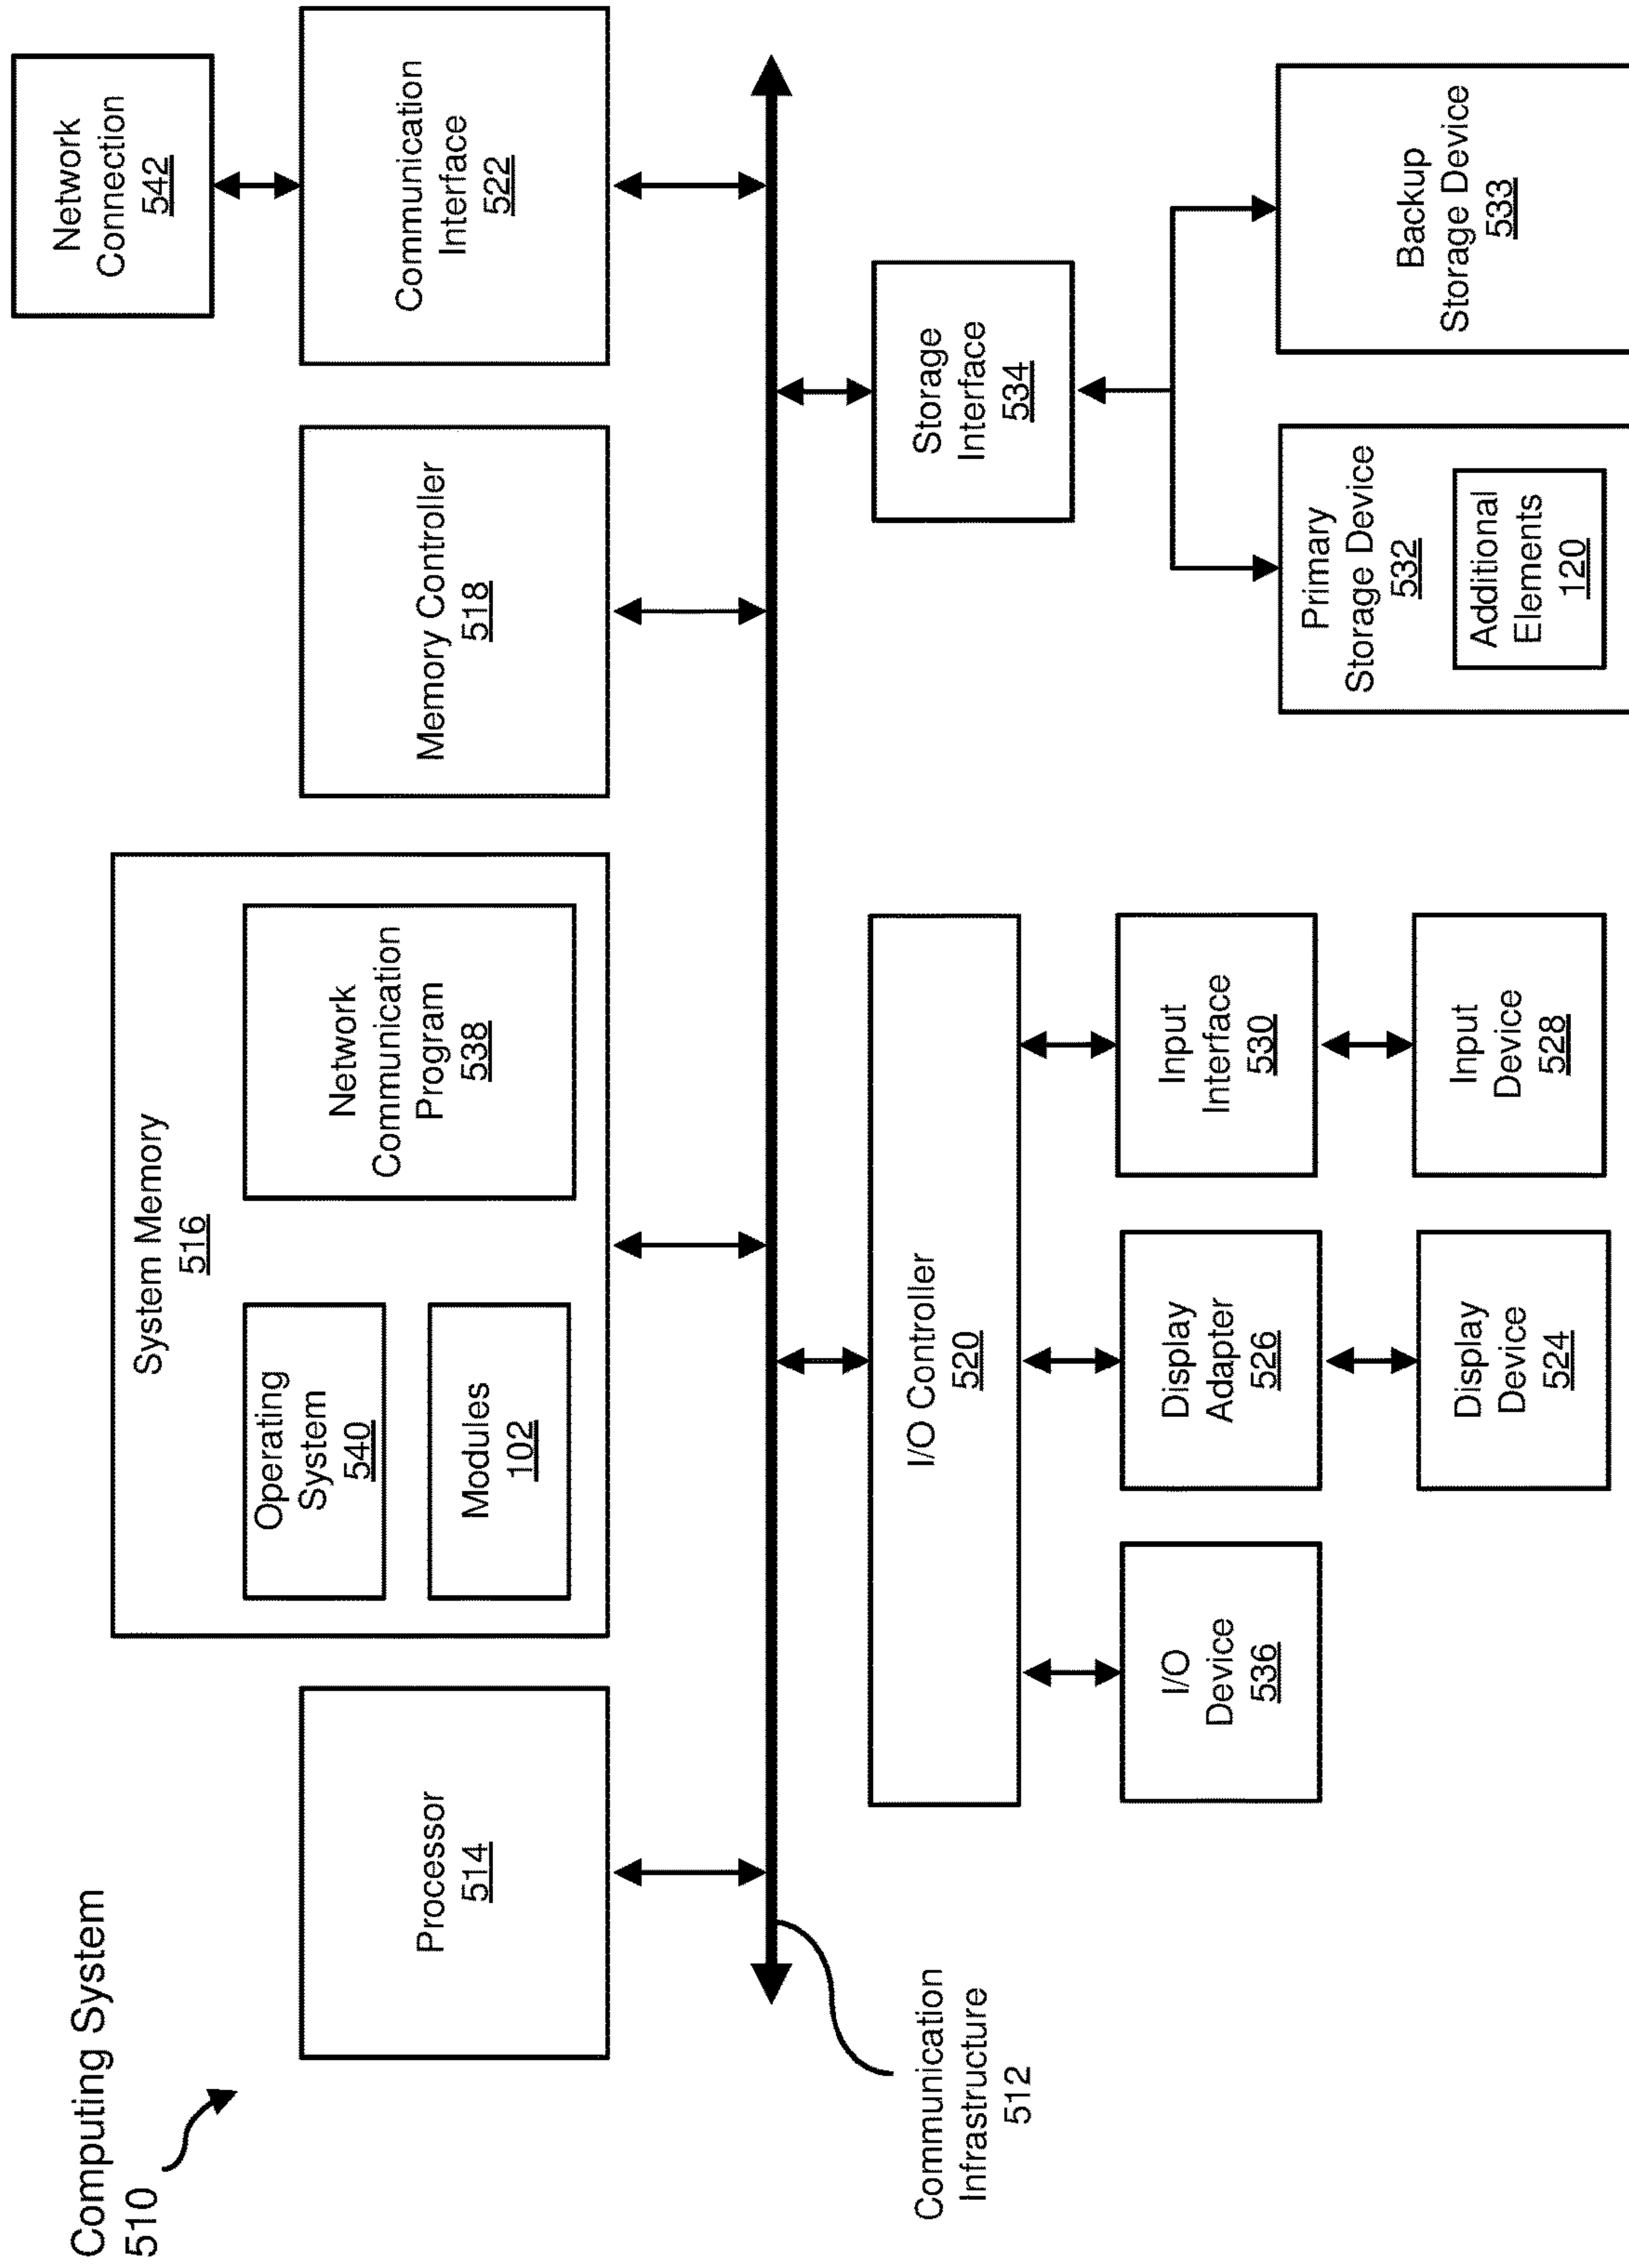 Computing System
510
Processor
514
System Memory
516
Operating
System
540
Modules
102
Network
Communication
Program
538
Memory Controller
518
Communication
Interface
522
Network
Connection
542
Communication
Infrastructure
512
I/O Controller
520
I/O
Device
536
Display
Adapter
526
Input
Interface
530
Display
Device
524
Input
Device
528
Storage
Interface
534
Primary
Storage Device
532
Additional
Elements
120
Backup
Storage Device
533